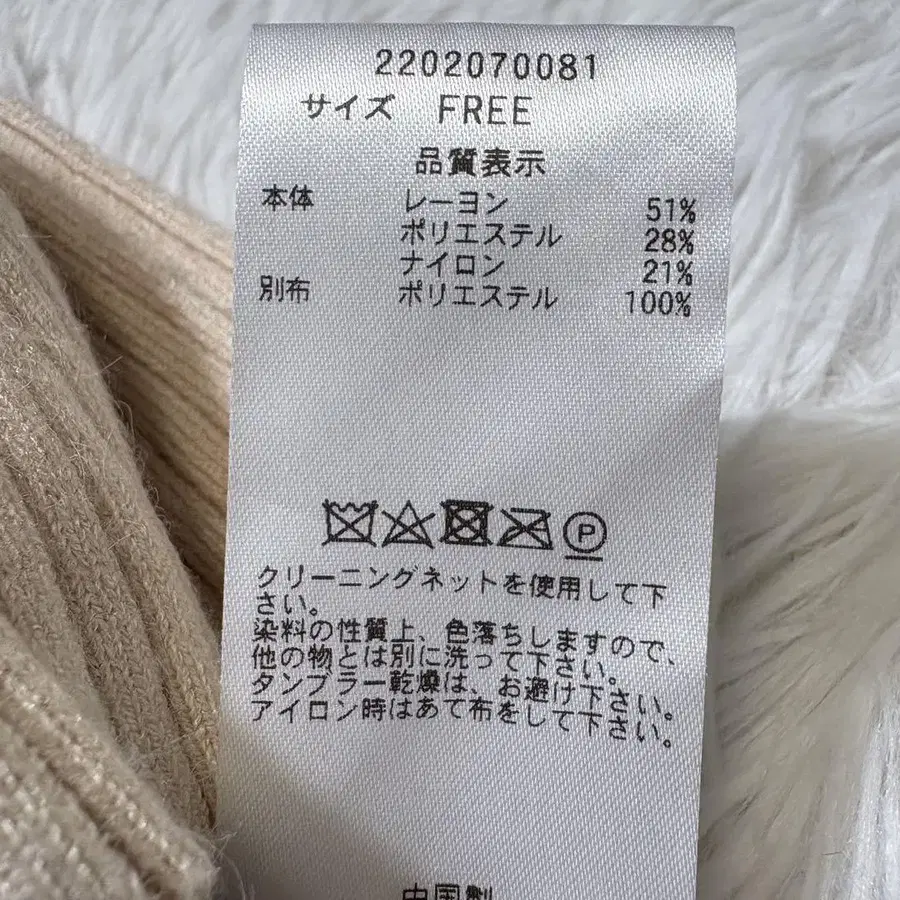 2202070081
サイズ FREE
品質表示
本体 レーヨン 51%
ポリエステル 28%
ナイロン 21%
別布 ポリエステル 100%
P
クリーニングネットを使用して下
さい。
染料の性質上、色落ちしますので、
他の物とは別に洗って下さい。
タンブラー乾燥は、お避け下さい。
アイロン時はあて布をして下さい。
中国製